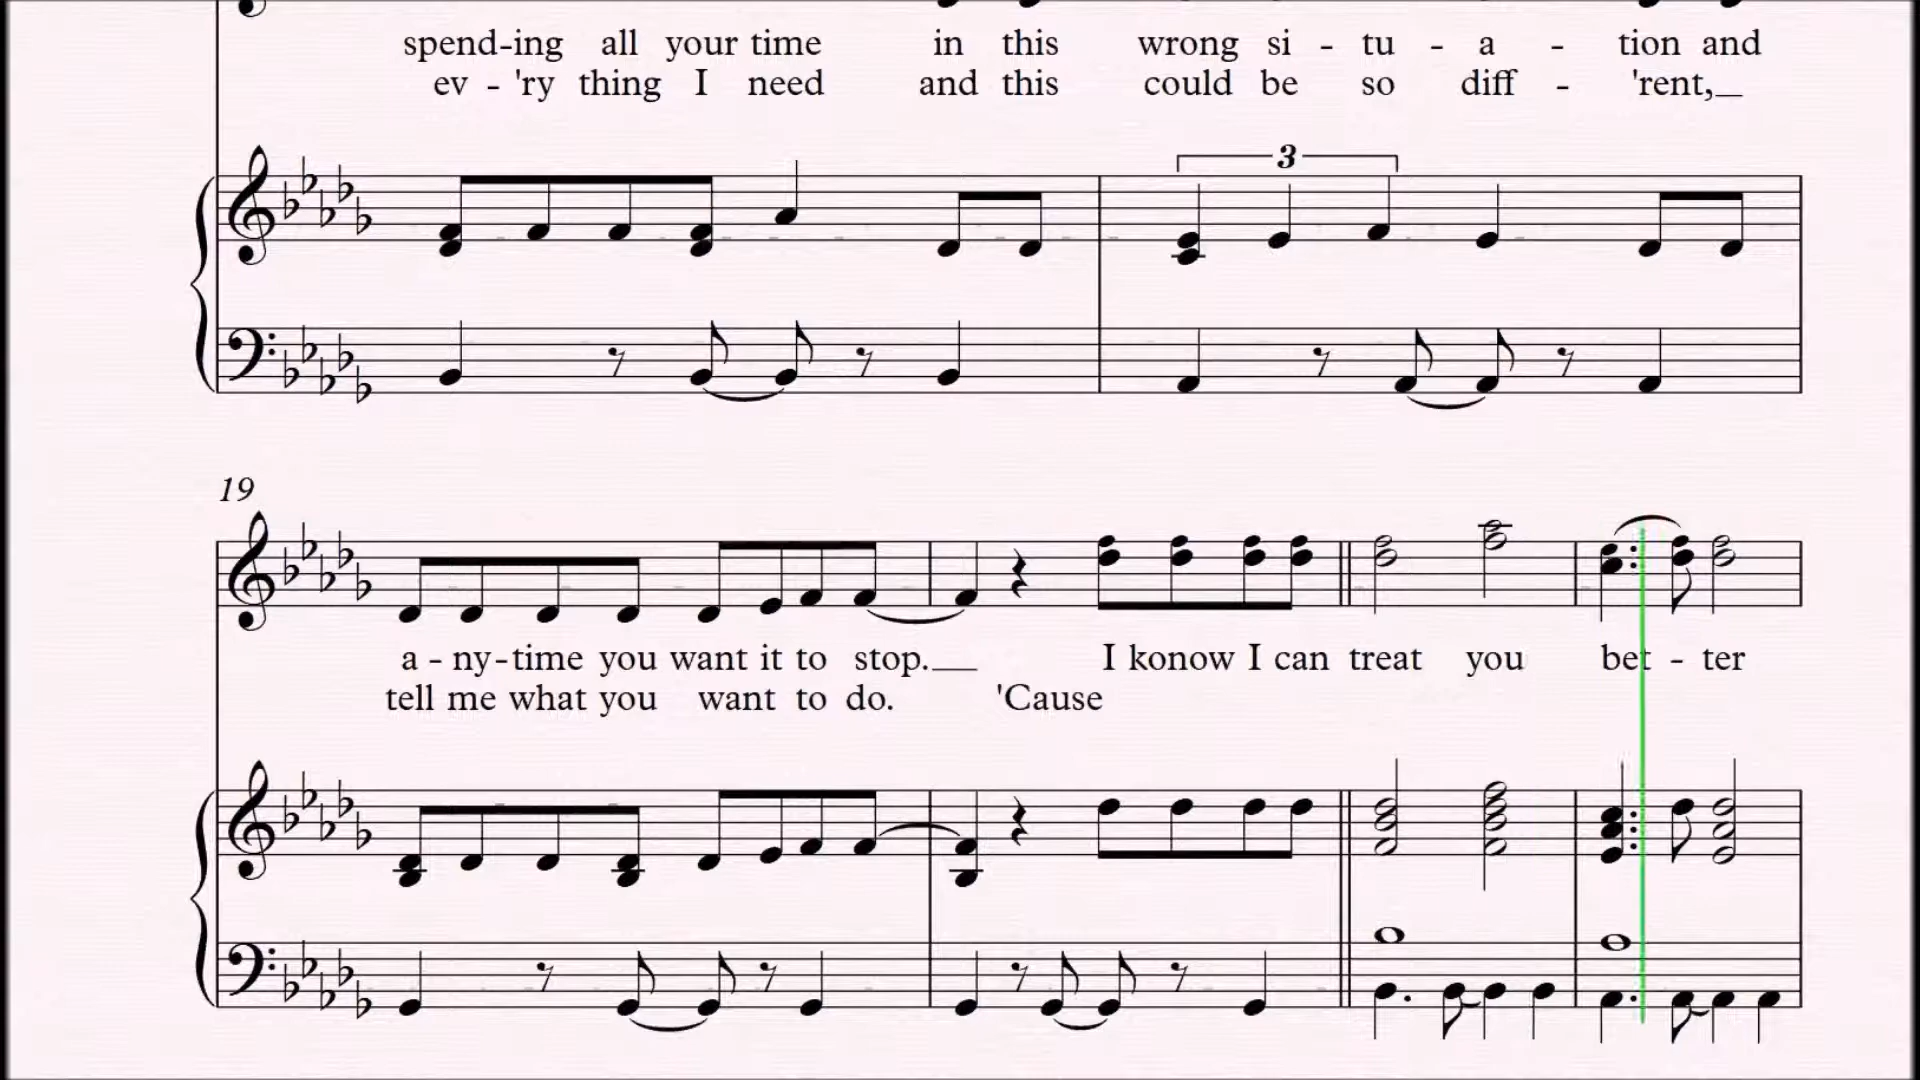 spend-ing all your time in this wrong si - tu - a - tion and
ev - 'ry thing I need and this could be so diff - 'rent,
3
19
a - ny-time you want it to stop. I konow I can treat you bet - ter
tell me what you want to do. 'Cause